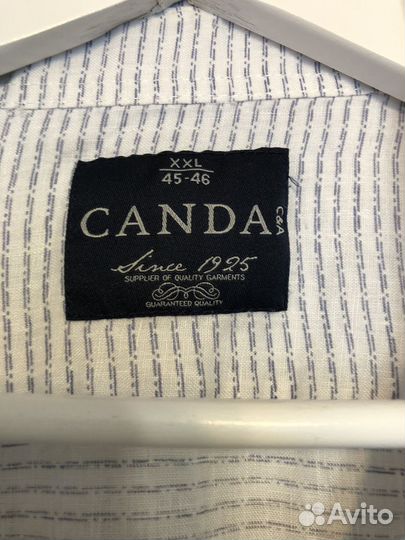 XXL
45-46
CANDA C&A
Since 1925
SUPPLIER OF QUALITY GARMENTS
GUARANTEED QUALITY
Avito